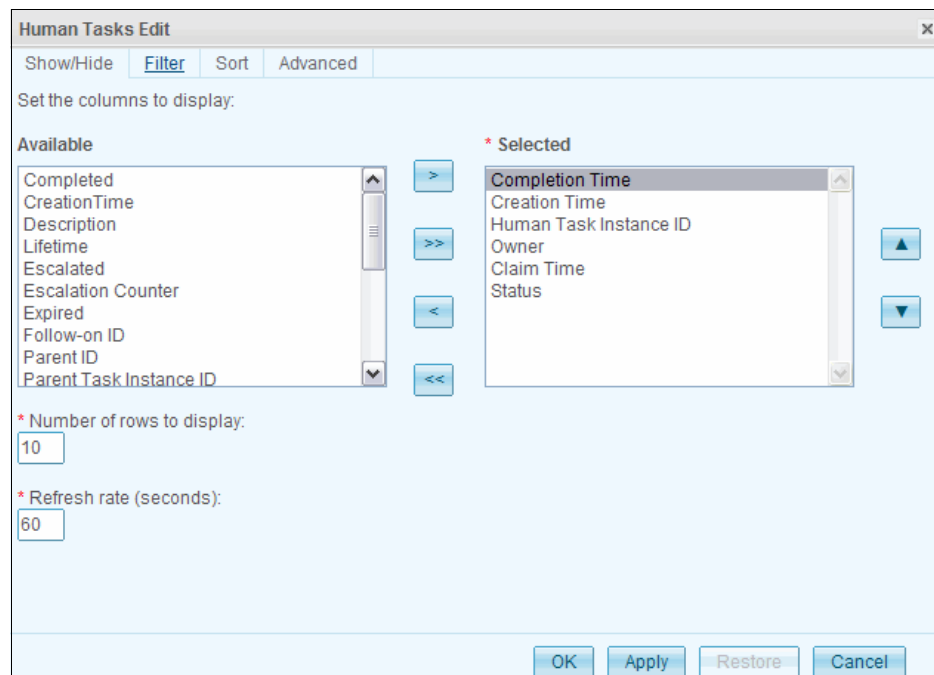 Human Tasks Edit ×
Show/Hide Filter Sort Advanced
Set the columns to display:
Available * Selected
Completed
CreationTime
Description
Lifetime
Escalated
Escalation Counter
Expired
Follow-on ID
Parent ID
Parent Task Instance ID
>
>>
<
<<
Completion Time
Creation Time
Human Task Instance ID
Owner
Claim Time
Status
* Number of rows to display:
10
* Refresh rate (seconds):
60
OK Apply Restore Cancel